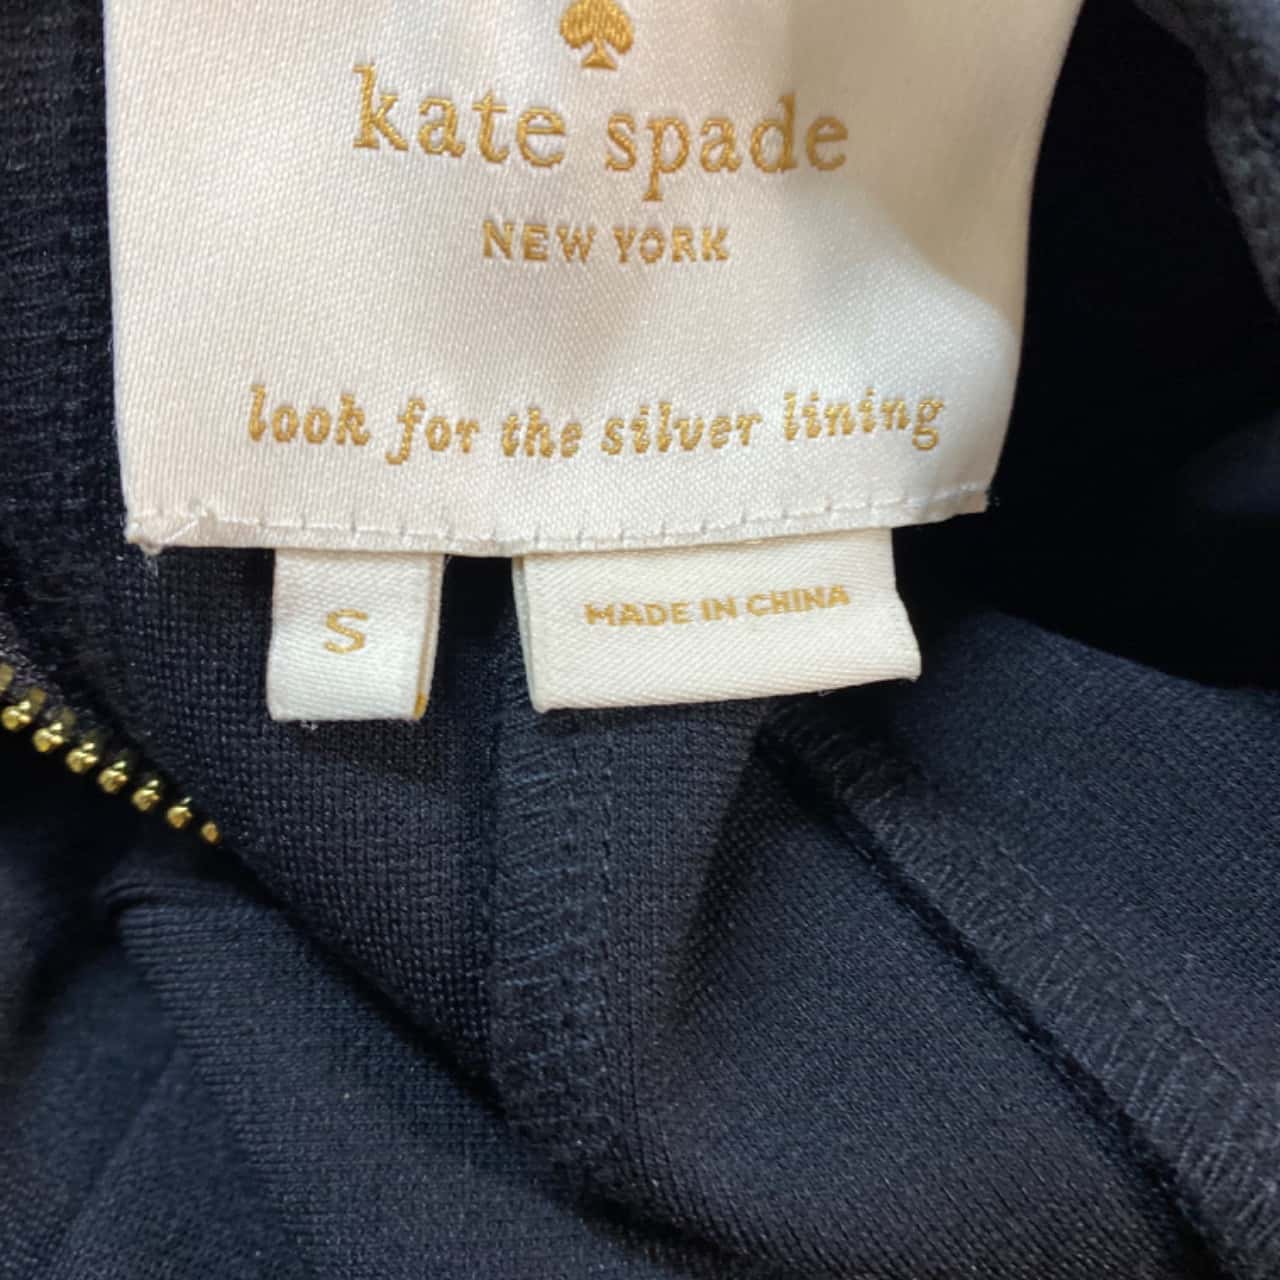 kate spade
NEW YORK
look for the silver lining
S
MADE IN CHINA